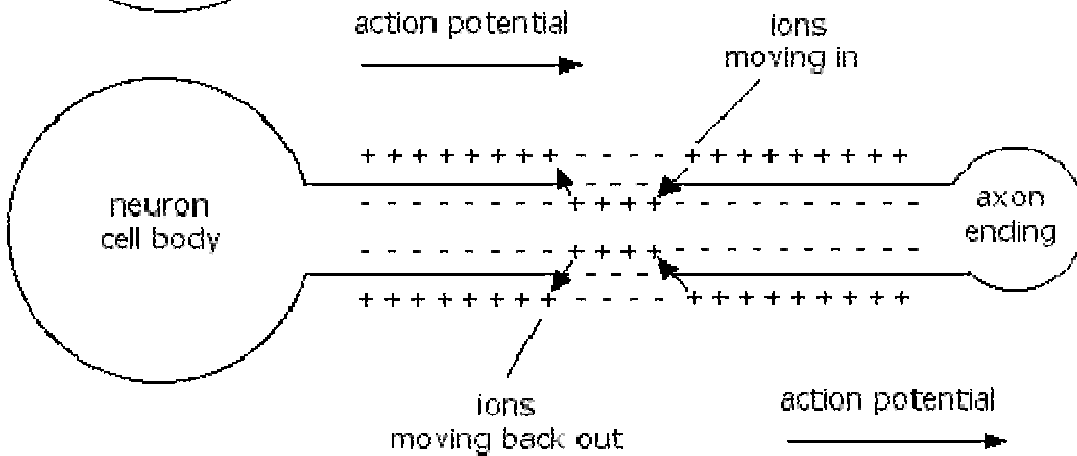 action potential
ions
moving in
+ + + + + + + + - - - - + + + + + + + + +
- - - -
- - - - - - - - + + + + - - - - - - - - - -
neuron
cell body
axon
ending
- - - - - - - - + + + + - - - - - - - - - -
- - - -
+ + + + + + + + - - - - + + + + + + + + +
ions
moving back out
action potential